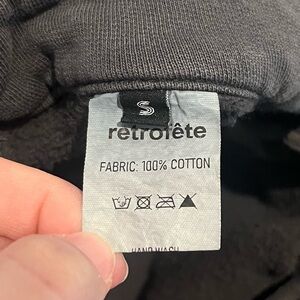 S
retrofête
FABRIC: 100% COTTON
HAND WASH